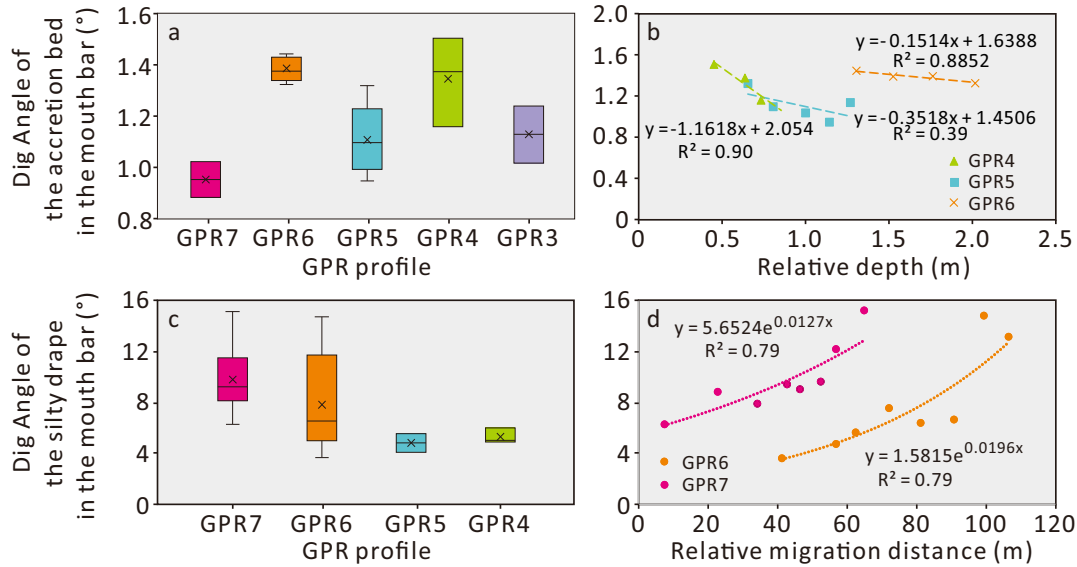 Dig Angle of
the accretion bed
in the mouth bar (°)
1.6
1.4
1.2
1.0
0.8
a
GPR7 GPR6 GPR5 GPR4 GPR3
GPR profile
2.0
1.6
1.2
0.8
0.4
0
b
y =-0.1514x + 1.6388
R² = 0.8852
y =-1.1618x + 2.054
R² = 0.90
y =-0.3518x + 1.4506
R² = 0.39
GPR4
GPR5
GPR6
0 0.5 1.0 1.5 2.0 2.5
Relative depth (m)
Dig Angle of
the silty drape
in the mouth bar (°)
16
12
8
4
0
c
GPR7 GPR6 GPR5 GPR4
GPR profile
16
12
8
4
0
d
y = 5.6524e^0.0127x
R² = 0.79
y = 1.5815e^0.0196x
R² = 0.79
GPR6
GPR7
0 20 40 60 80 100 120
Relative migration distance (m)